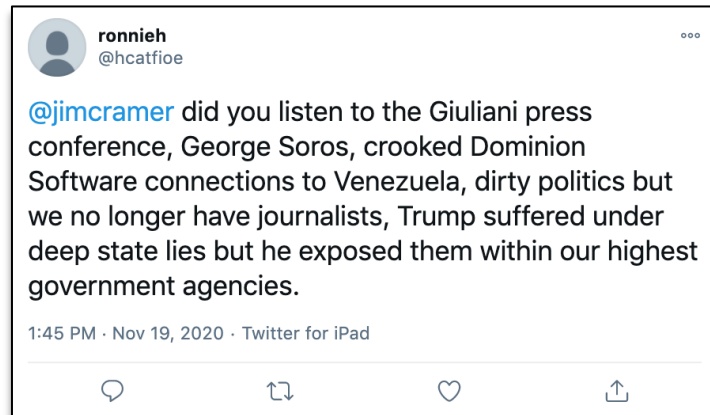 ronnieh
@hcatfioe
@jimcramer did you listen to the Giuliani press
conference, George Soros, crooked Dominion
Software connections to Venezuela, dirty politics but
we no longer have journalists, Trump suffered under
deep state lies but he exposed them within our highest
government agencies.
1:45 PM · Nov 19, 2020 · Twitter for iPad